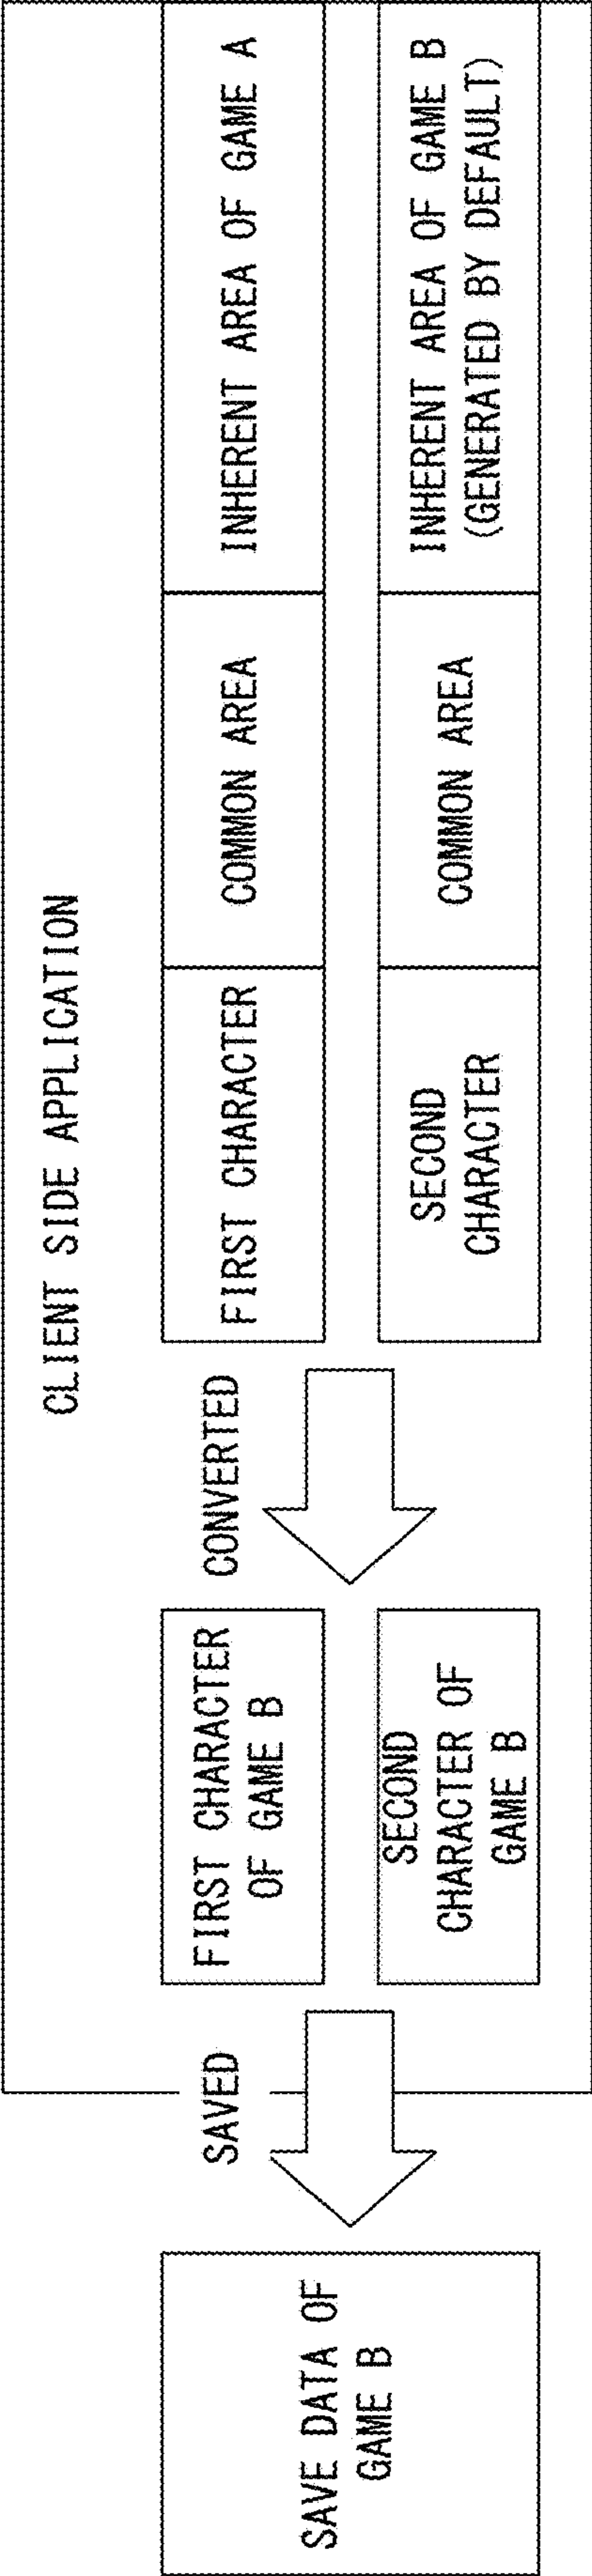 CLIENT SIDE APPLICATION
SAVE DATA OF
GAME B
SAVED
FIRST CHARACTER
OF GAME B
SECOND
CHARACTER OF
GAME B
CONVERTED
FIRST CHARACTER
COMMON AREA
INHERENT AREA OF GAME A
SECOND
CHARACTER
COMMON AREA
INHERENT AREA OF GAME B
(GENERATED BY DEFAULT)